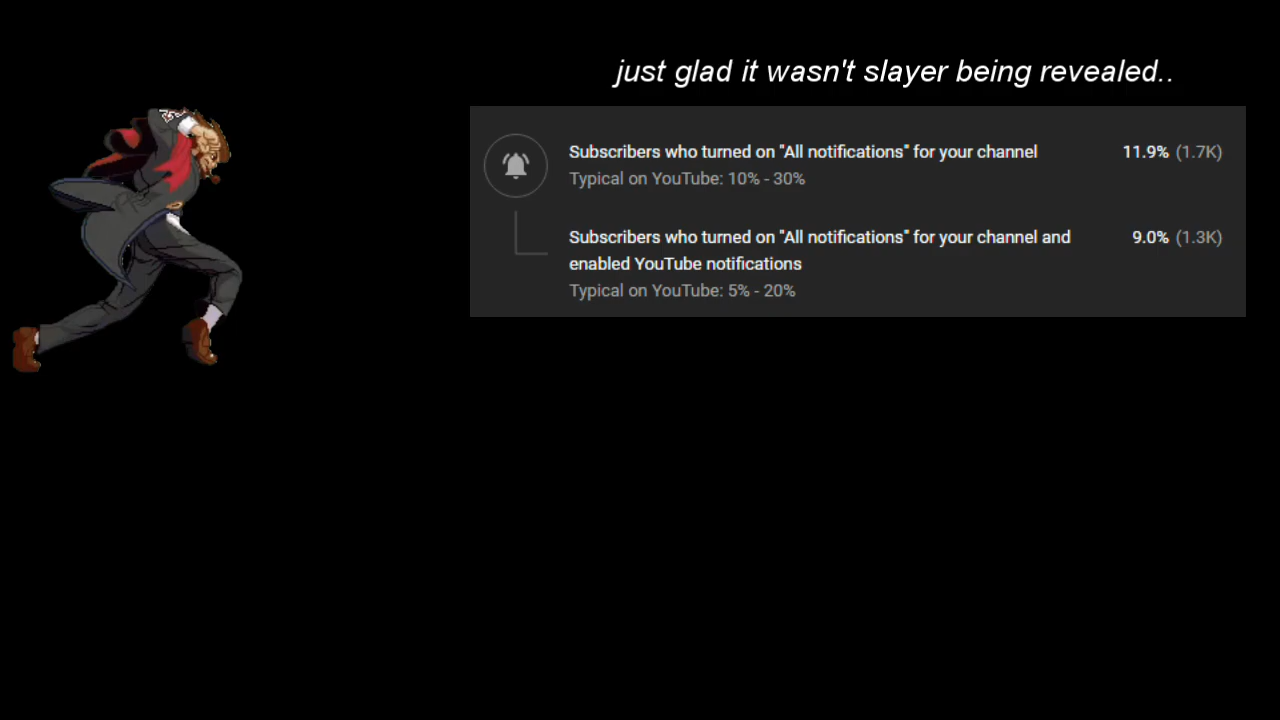 just glad it wasn't slayer being revealed..
Subscribers who turned on "All notifications" for your channel 11.9% (1.7K)
Typical on YouTube: 10% - 30%
Subscribers who turned on "All notifications" for your channel and 9.0% (1.3K)
enabled YouTube notifications
Typical on YouTube: 5% - 20%